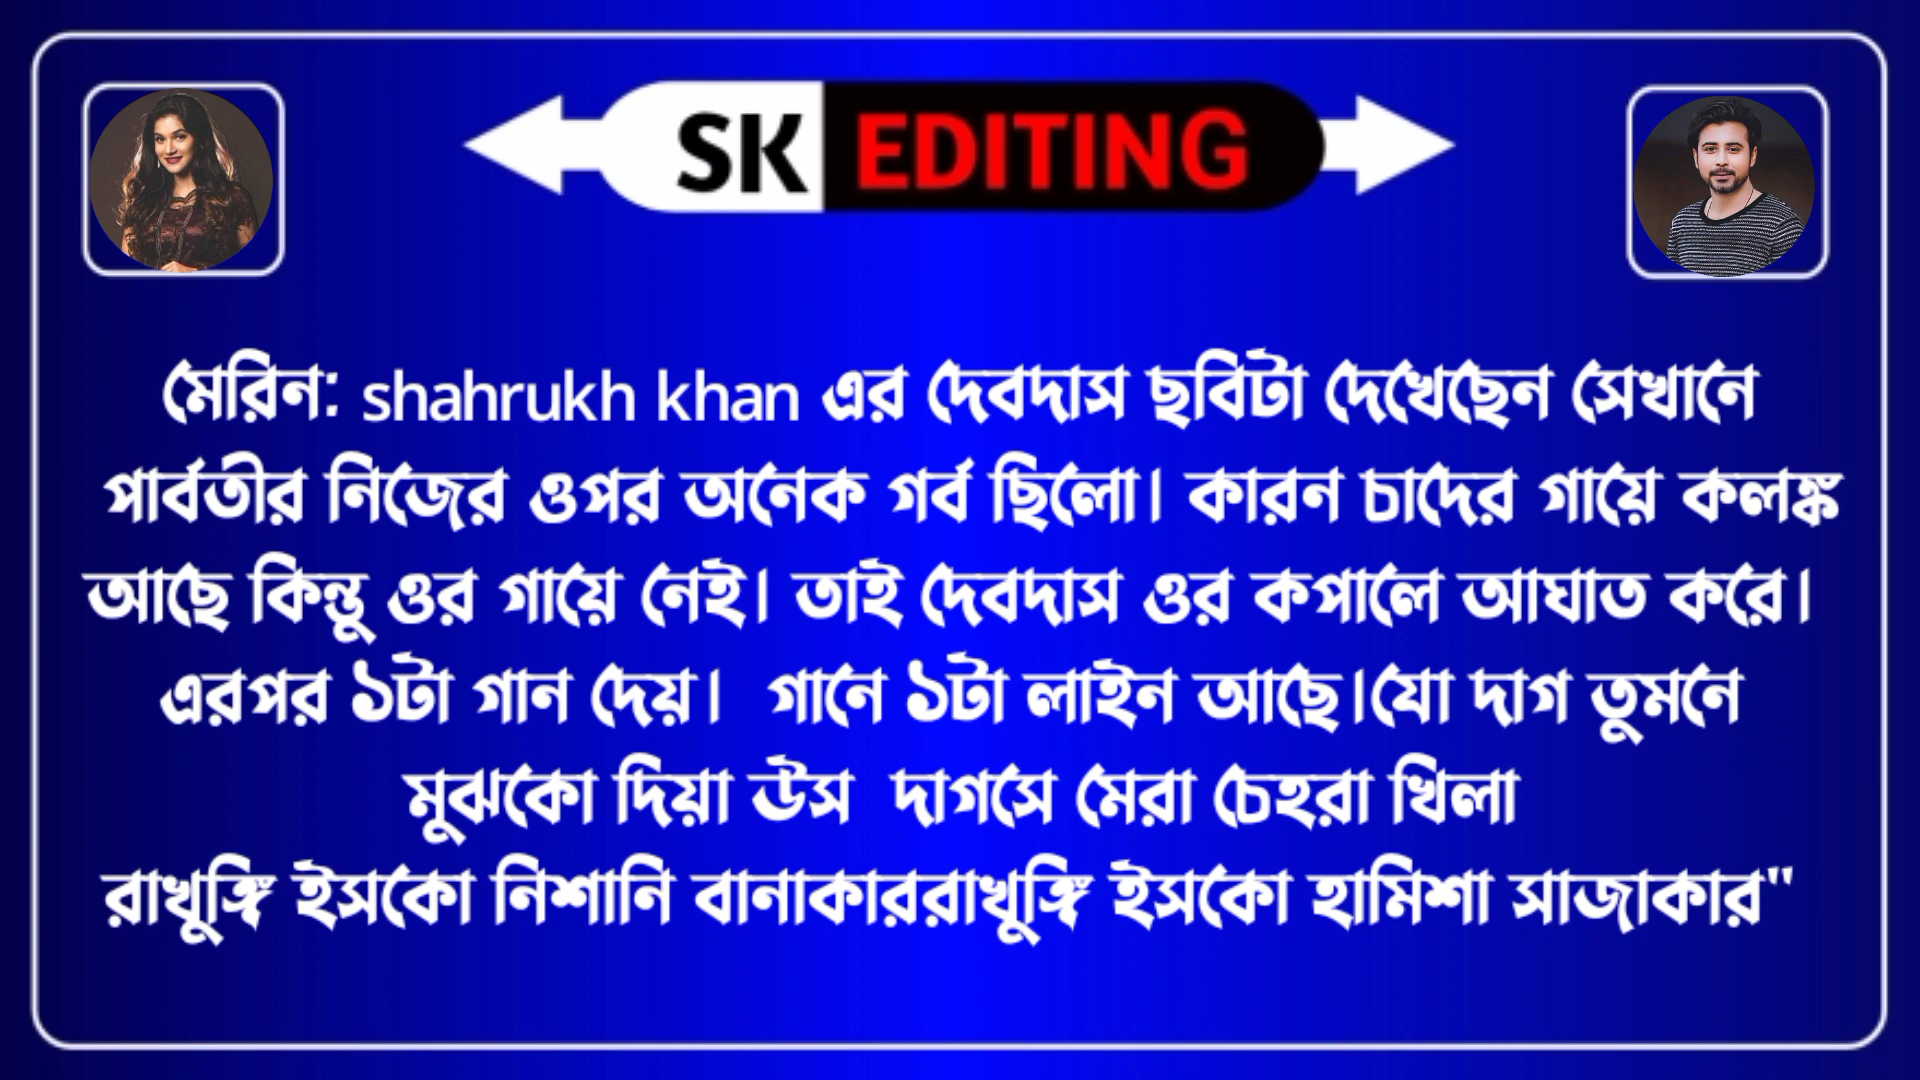 SK EDITING
মেরিন: shahrukh khan এর দেবদাস ছবিটা দেখেছেন সেখানে
পার্বতীর নিজের ওপর অনেক গর্ব ছিলো। কারন চাদের গায়ে কলঙ্ক
আছে কিন্তু ওর গায়ে নেই। তাই দেবদাস ওর কপালে আঘাত করে।
এরপর ১টা গান দেয়। গানে ১টা লাইন আছে।যো দাগ তুমনে
মুঝকো দিয়া উস দাগসে মেরা চেহরা খিলা
রাখুঙ্গি ইসকো নিশানি বানাকাররাখুঙ্গি ইসকো হামিশা সাজাকার"